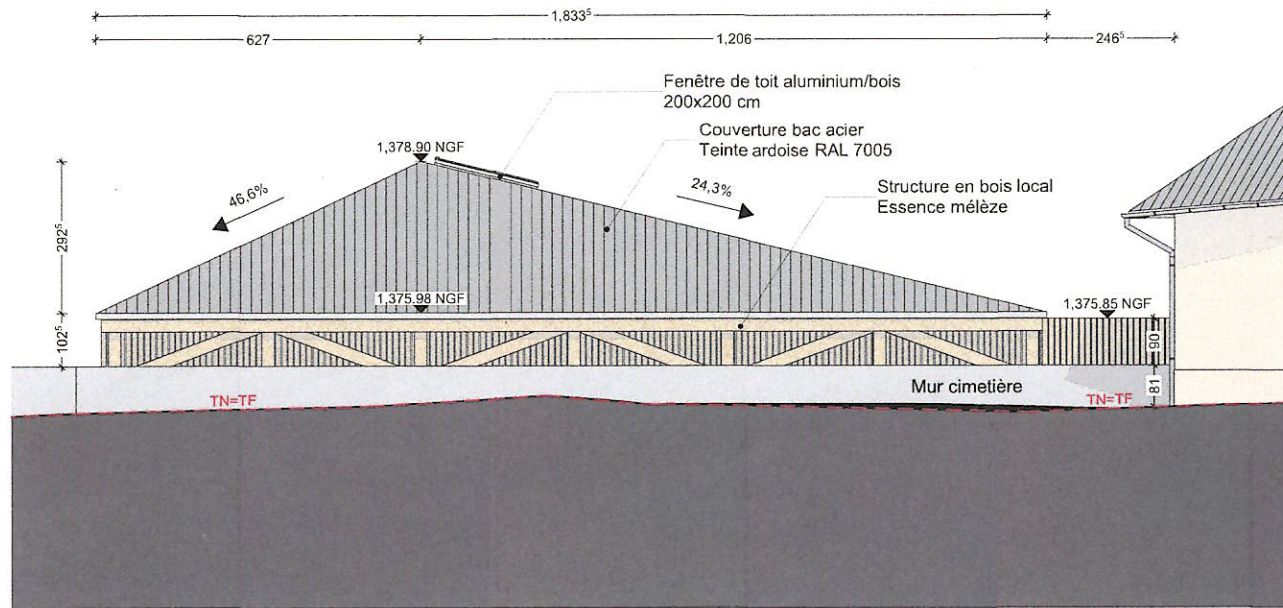 1,833⁵
627
1,206
246⁵
Fenêtre de toit aluminium/bois
200x200 cm
Couverture bac acier
Teinte ardoise RAL 7005
1,378.90 NGF
46,6%
24,3%
Structure en bois local
Essence mélèze
292⁵
1,375.98 NGF
1,375.85 NGF
102⁵
90
Mur cimetière
81
TN=TF
TN=TF